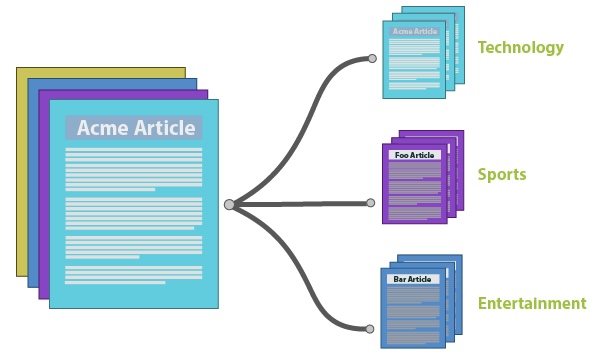 Acme Article
Acme Article
Technology
Foo Article
Sports
Bar Article
Entertainment